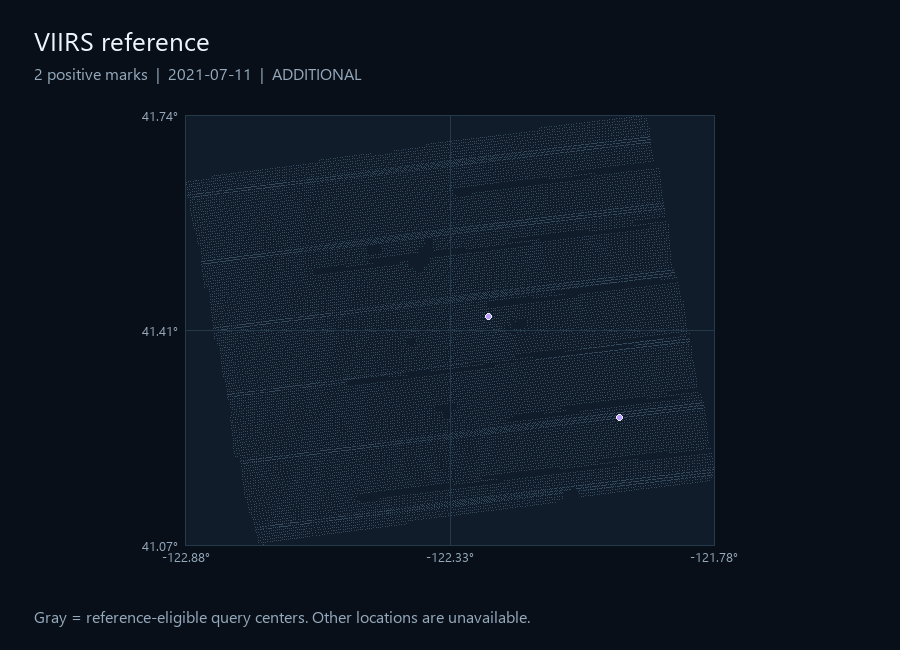 VIIRS reference
2 positive marks | 2021-07-11 | ADDITIONAL
41.74°
41.41°
41.07°
-122.88°
-122.33°
-121.78°
Gray = reference-eligible query centers. Other locations are unavailable.